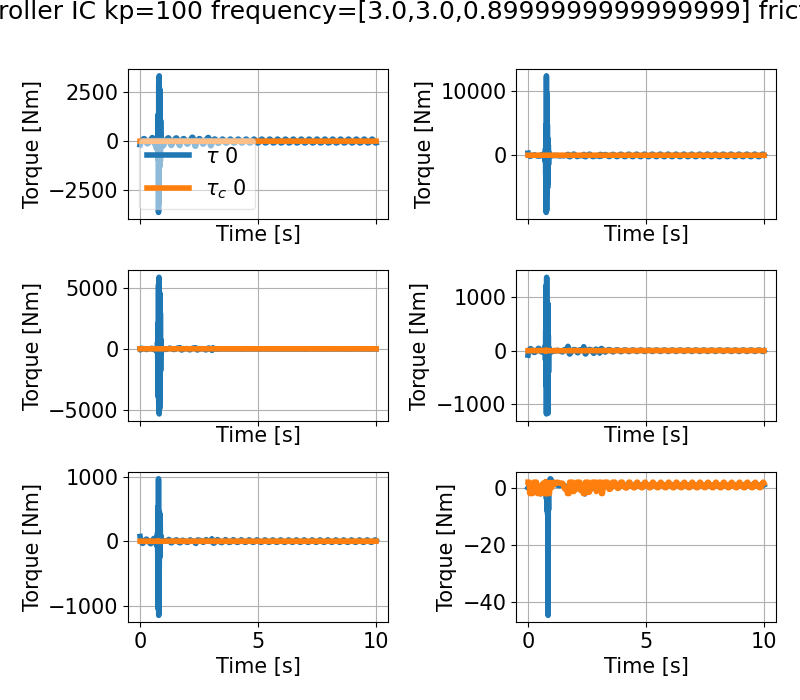 roller IC kp=100 frequency=[3.0,3.0,0.8999999999999999] frict
2500
0
−2500
Torque [Nm]
τ 0
τc 0
Time [s]
10000
0
Torque [Nm]
Time [s]
5000
0
−5000
Torque [Nm]
Time [s]
1000
0
−1000
Torque [Nm]
Time [s]
1000
0
−1000
Torque [Nm]
0 5 10
Time [s]
0
−20
−40
Torque [Nm]
0 5 10
Time [s]